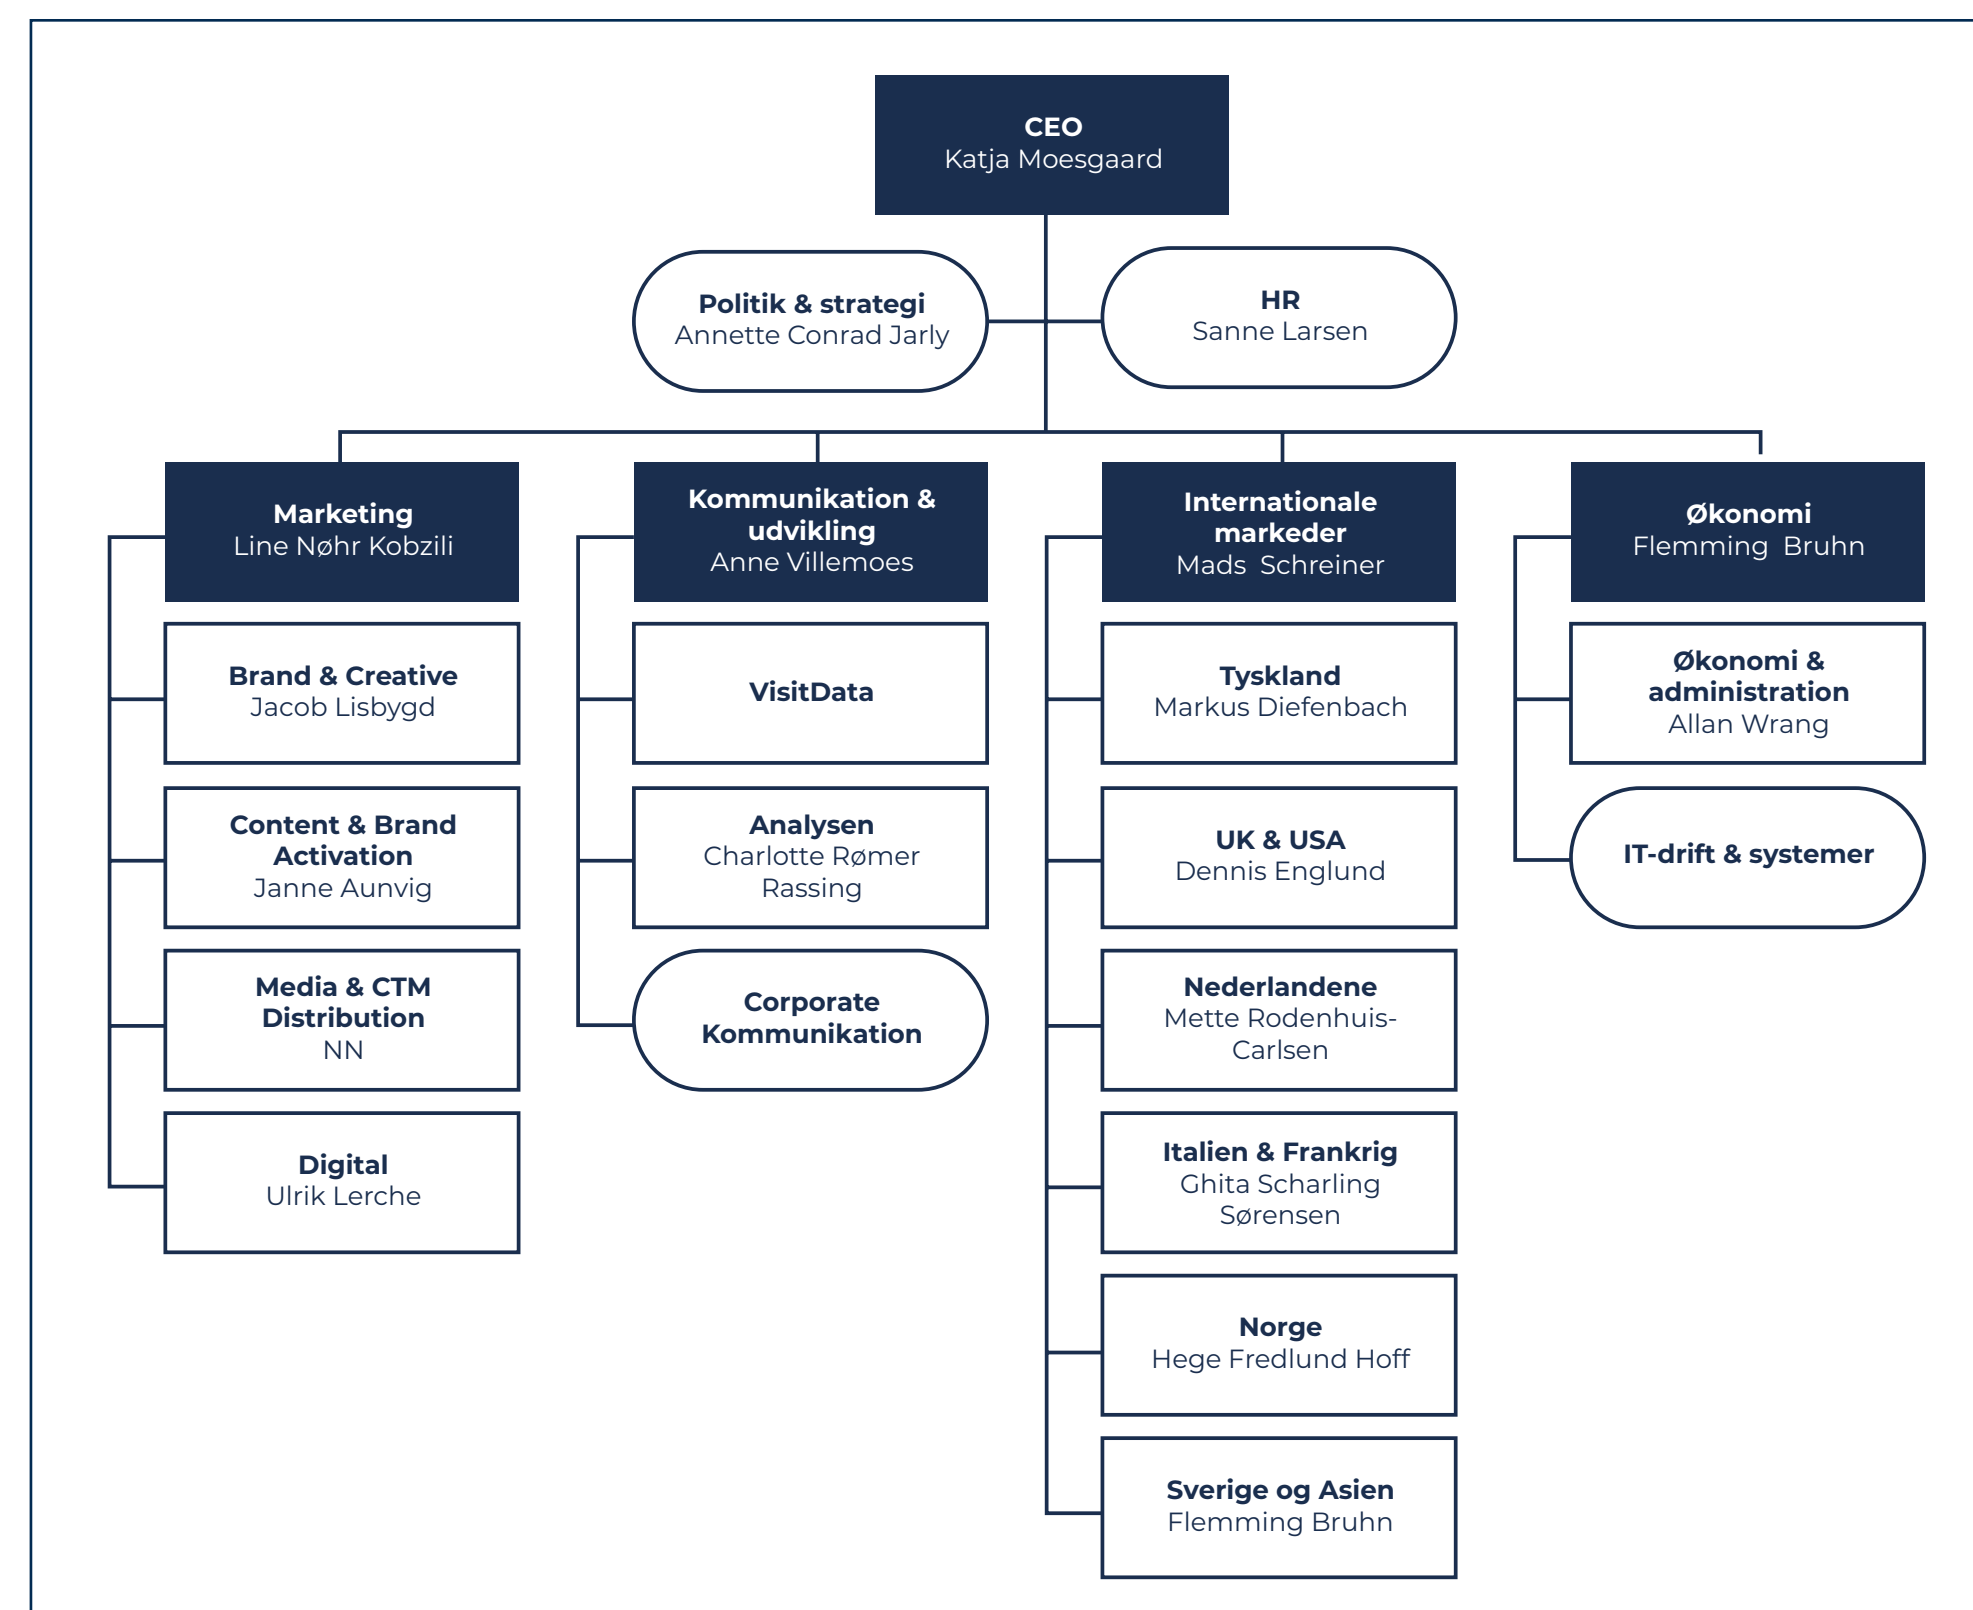 CEO
Katja Moesgaard
Politik & strategi
Annette Conrad Jarly
HR
Sanne Larsen
Marketing
Line Nøhr Kobzili
Brand & Creative
Jacob Lisbygd
Content & Brand
Activation
Janne Aunvig
Media & CTM
Distribution
NN
Digital
Ulrik Lerche
Kommunikation &
udvikling
Anne Villemoes
VisitData
Analysen
Charlotte Rømer
Rassing
Corporate
Kommunikation
Internationale
markeder
Mads  Schreiner
Tyskland
Markus Diefenbach
UK & USA
Dennis Englund
Nederlandene
Mette Rodenhuis-
Carlsen
Italien & Frankrig
Ghita Scharling
Sørensen
Norge
Hege Fredlund Hoff
Sverige og Asien
Flemming Bruhn
Økonomi
Flemming  Bruhn
Økonomi &
administration
Allan Wrang
IT-drift & systemer